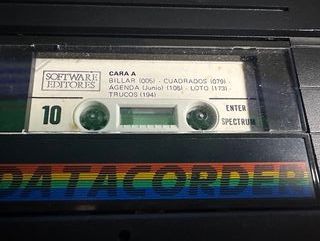 SOFTWARE
EDITORES
CARA A
BILLAR (005) - CUADRADOS (079) -
AGENDA (Junio) (105) - LOTO (173) -
TRUCOS (194)
10
ENTER
SPECTRUM
DATACORDER